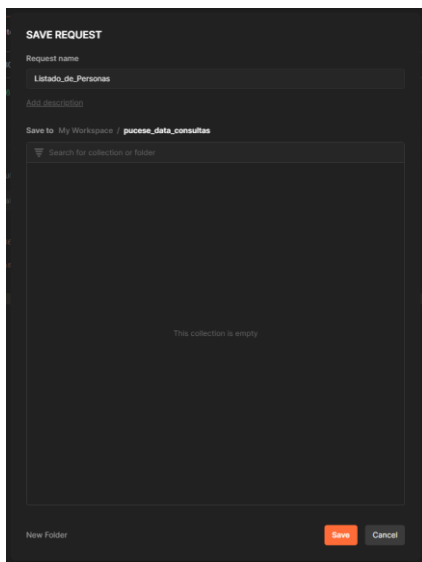 SAVE REQUEST
Request name
Listado_de_Personas
Add description
Save to My Workspace / pucese_data_consultas
Search for collection or folder
This collection is empty
New Folder Save Cancel